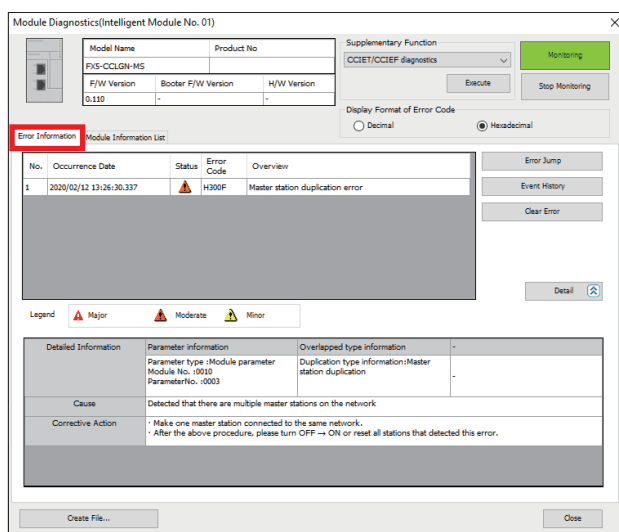 Module Diagnostics(Intelligent Module No. 01)
Model Name
Product No
FX5-CCLGN-MS
F/W Version
Booter F/W Version
H/W Version
0.110
-
-
Supplementary Function
CCIET/CCIEF diagnostics
Execute
Monitoring
Stop Monitoring
Display Format of Error Code
Decimal
Hexadecimal
Error Information
Module Information List
No.
Occurrence Date
Status
Error
Code
Overview
1
2020/02/12 13:26:30.337
H300F
Master station duplication error
Error Jump
Event History
Clear Error
Detail
Legend
Major
Moderate
Minor
Detailed Information
Parameter information
Overlapped type information
-
Parameter type :Module parameter
Module No. :0010
ParameterNo. :0003
Duplication type information:Master
station duplication
-
Cause
Detected that there are multiple master stations on the network
Corrective Action
· Make one master station connected to the same network.
· After the above procedure, please turn OFF → ON or reset all stations that detected this error.
Create File...
Close